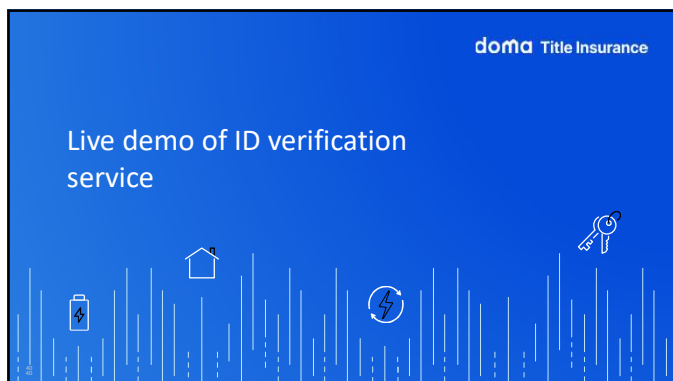 doma Title Insurance
Live demo of ID verification
service